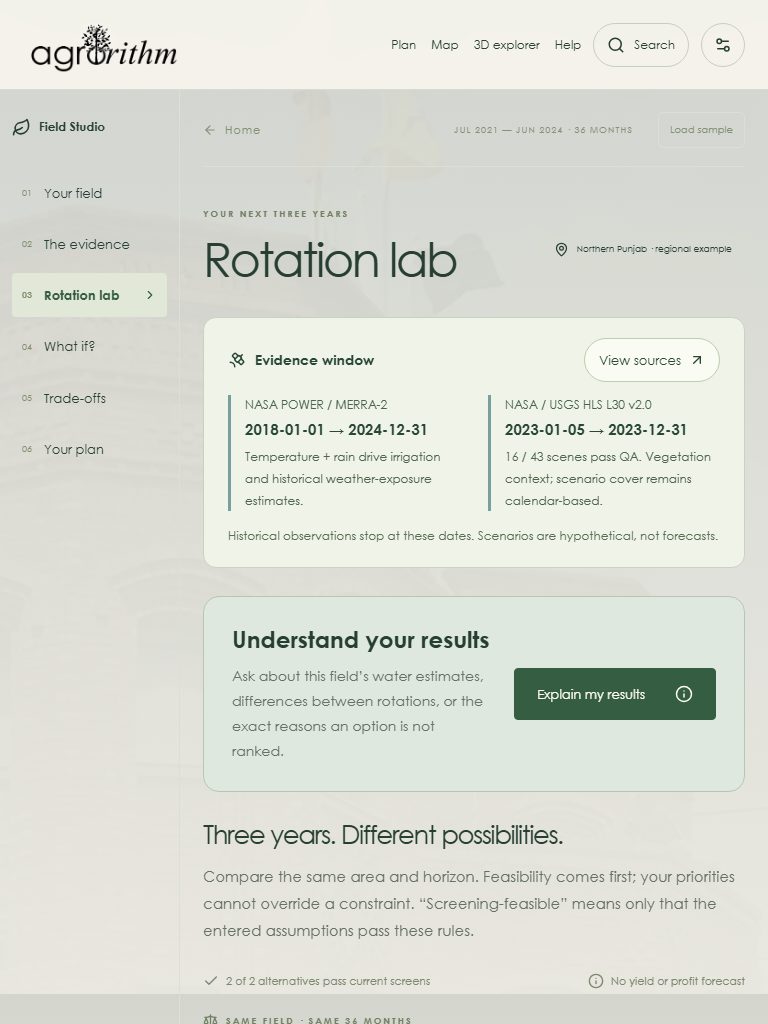 agrorithm
Plan Map 3D explorer Help Search
Field Studio
01 Your field
02 The evidence
03 Rotation lab
04 What if?
05 Trade-offs
06 Your plan
Home
JUL 2021 — JUN 2024 · 36 MONTHS
Load sample
YOUR NEXT THREE YEARS
Rotation lab
Northern Punjab · regional example
Evidence window
View sources
NASA POWER / MERRA-2
2018-01-01 → 2024-12-31
Temperature + rain drive irrigation
and historical weather-exposure
estimates.
NASA / USGS HLS L30 v2.0
2023-01-05 → 2023-12-31
16 / 43 scenes pass QA. Vegetation
context; scenario cover remains
calendar-based.
Historical observations stop at these dates. Scenarios are hypothetical, not forecasts.
Understand your results
Ask about this field’s water estimates,
differences between rotations, or the
exact reasons an option is not
ranked.
Explain my results
Three years. Different possibilities.
Compare the same area and horizon. Feasibility comes first; your priorities
cannot override a constraint. “Screening-feasible” means only that the
entered assumptions pass these rules.
2 of 2 alternatives pass current screens
No yield or profit forecast
SAME FIELD · SAME 36 MONTHS